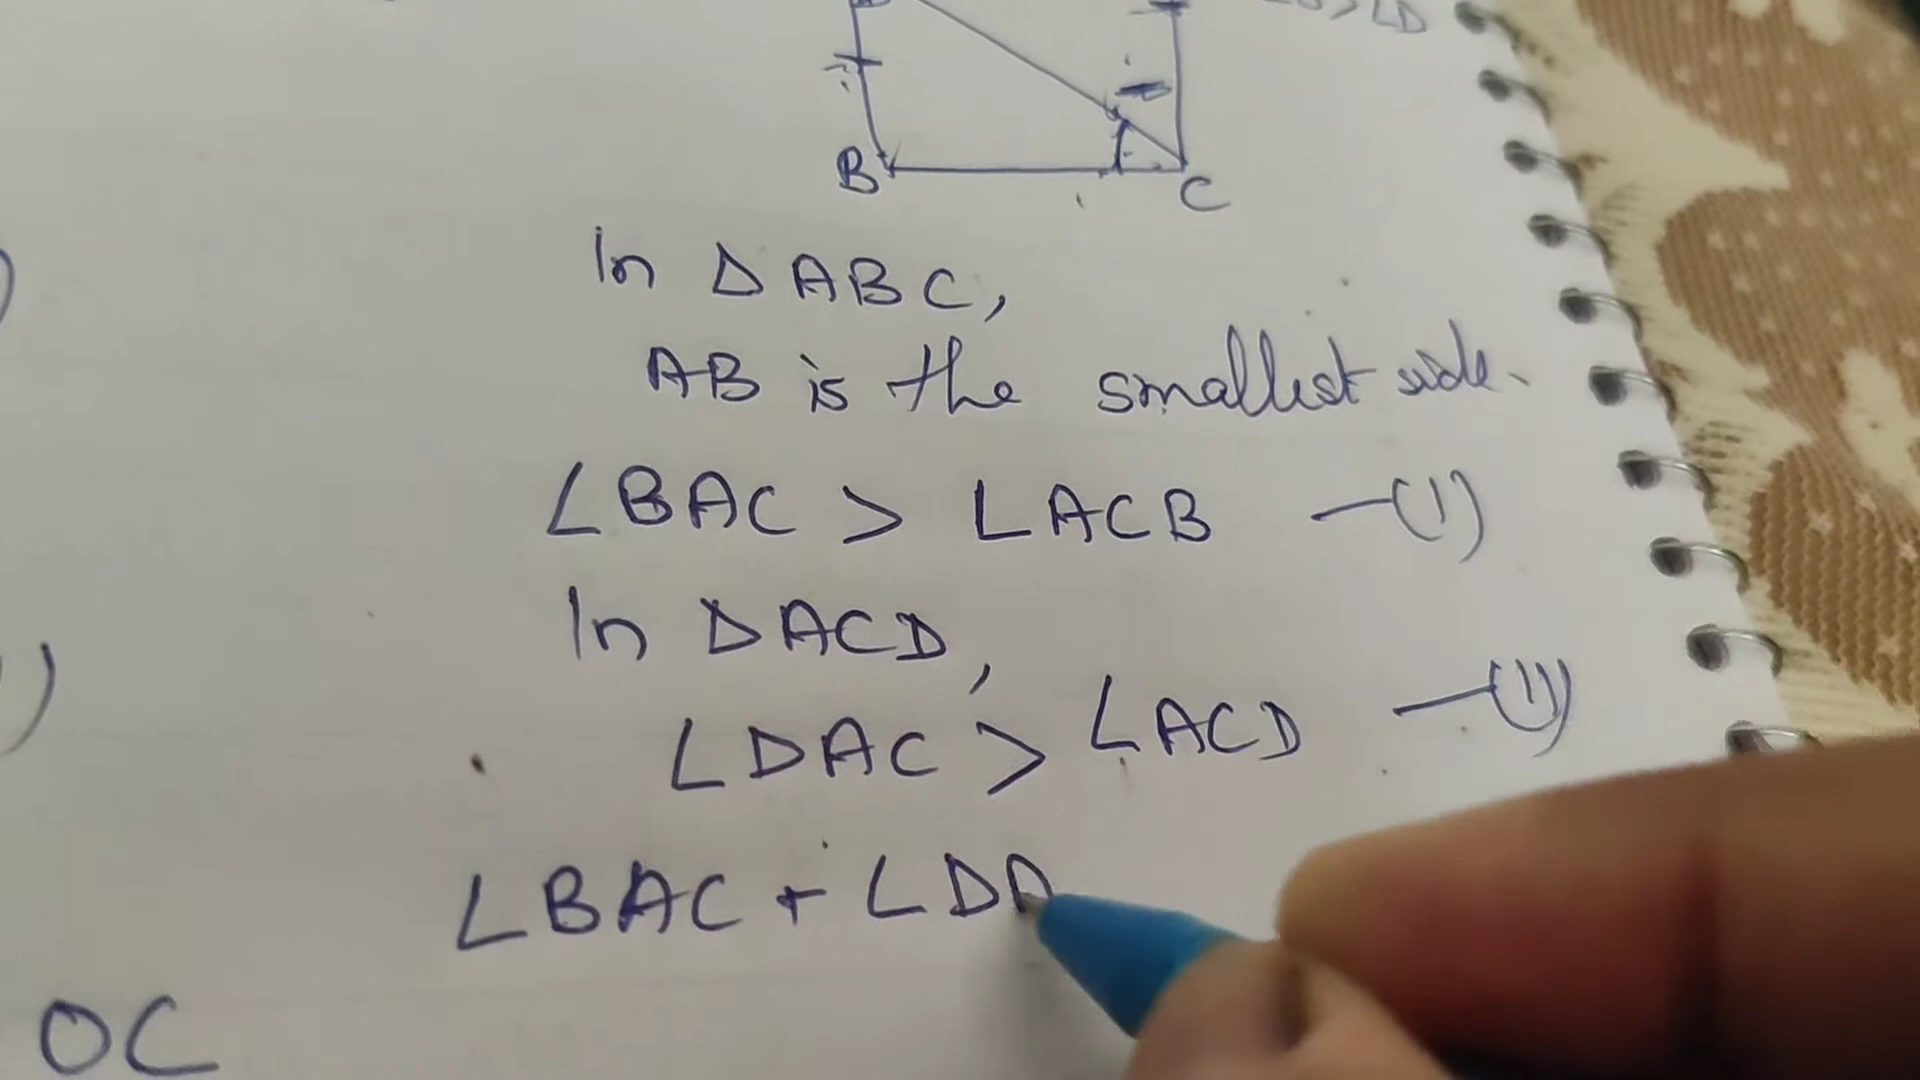 >∠D
B
C
In ΔABC,
AB is the smallest side.
∠BAC > ∠ACB —(I)
In ΔACD,
∠DAC > ∠ACD —(II)
∠BAC + ∠DA
OC